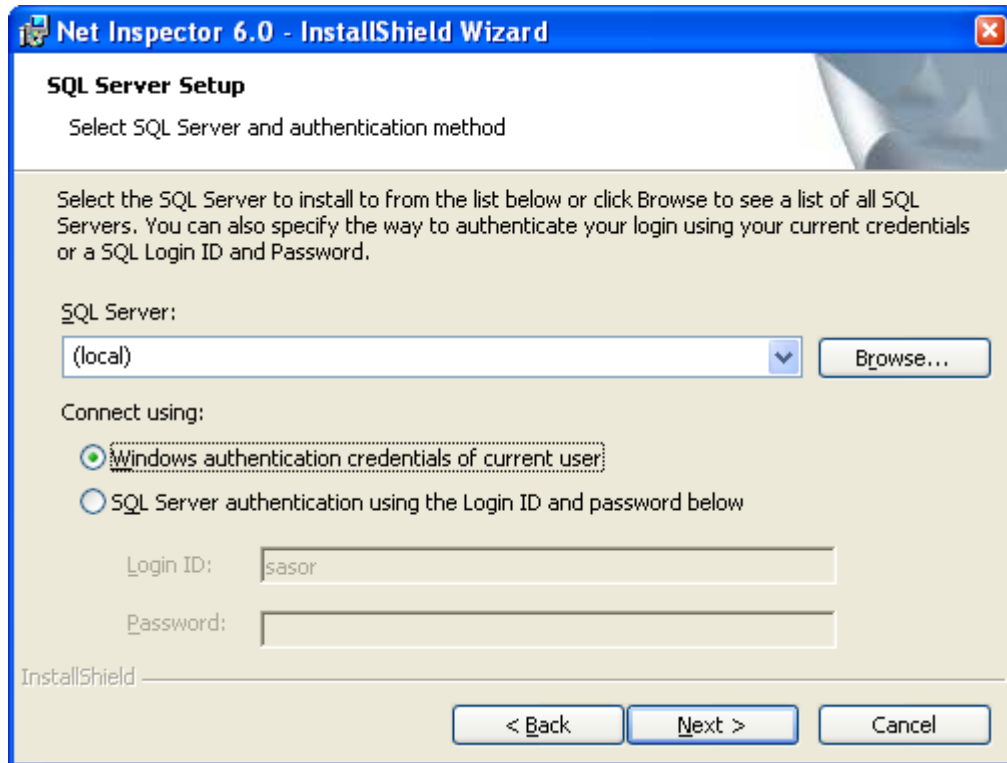 Net Inspector 6.0 - InstallShield Wizard
SQL Server Setup
Select SQL Server and authentication method
Select the SQL Server to install to from the list below or click Browse to see a list of all SQL
Servers. You can also specify the way to authenticate your login using your current credentials
or a SQL Login ID and Password.
SQL Server:
(local)
Browse...
Connect using:
Windows authentication credentials of current user
SQL Server authentication using the Login ID and password below
Login ID:
sasor
Password:
InstallShield
< Back
Next >
Cancel